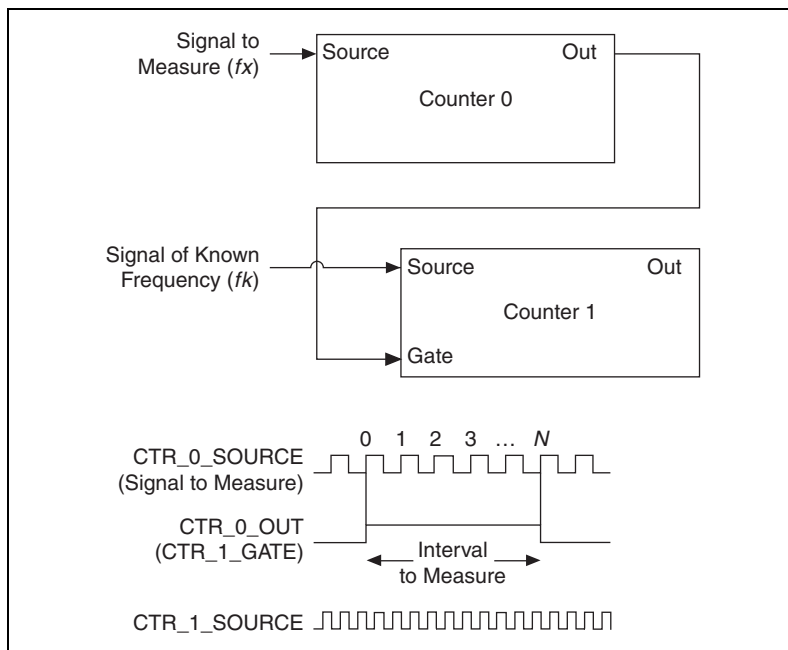 Signal to
Measure (fx)
Source
Out
Counter 0
Signal of Known
Frequency (fk)
Source
Out
Counter 1
Gate
0 1 2 3 … N
CTR_0_SOURCE
(Signal to Measure)
CTR_0_OUT
(CTR_1_GATE)
Interval
to Measure
CTR_1_SOURCE